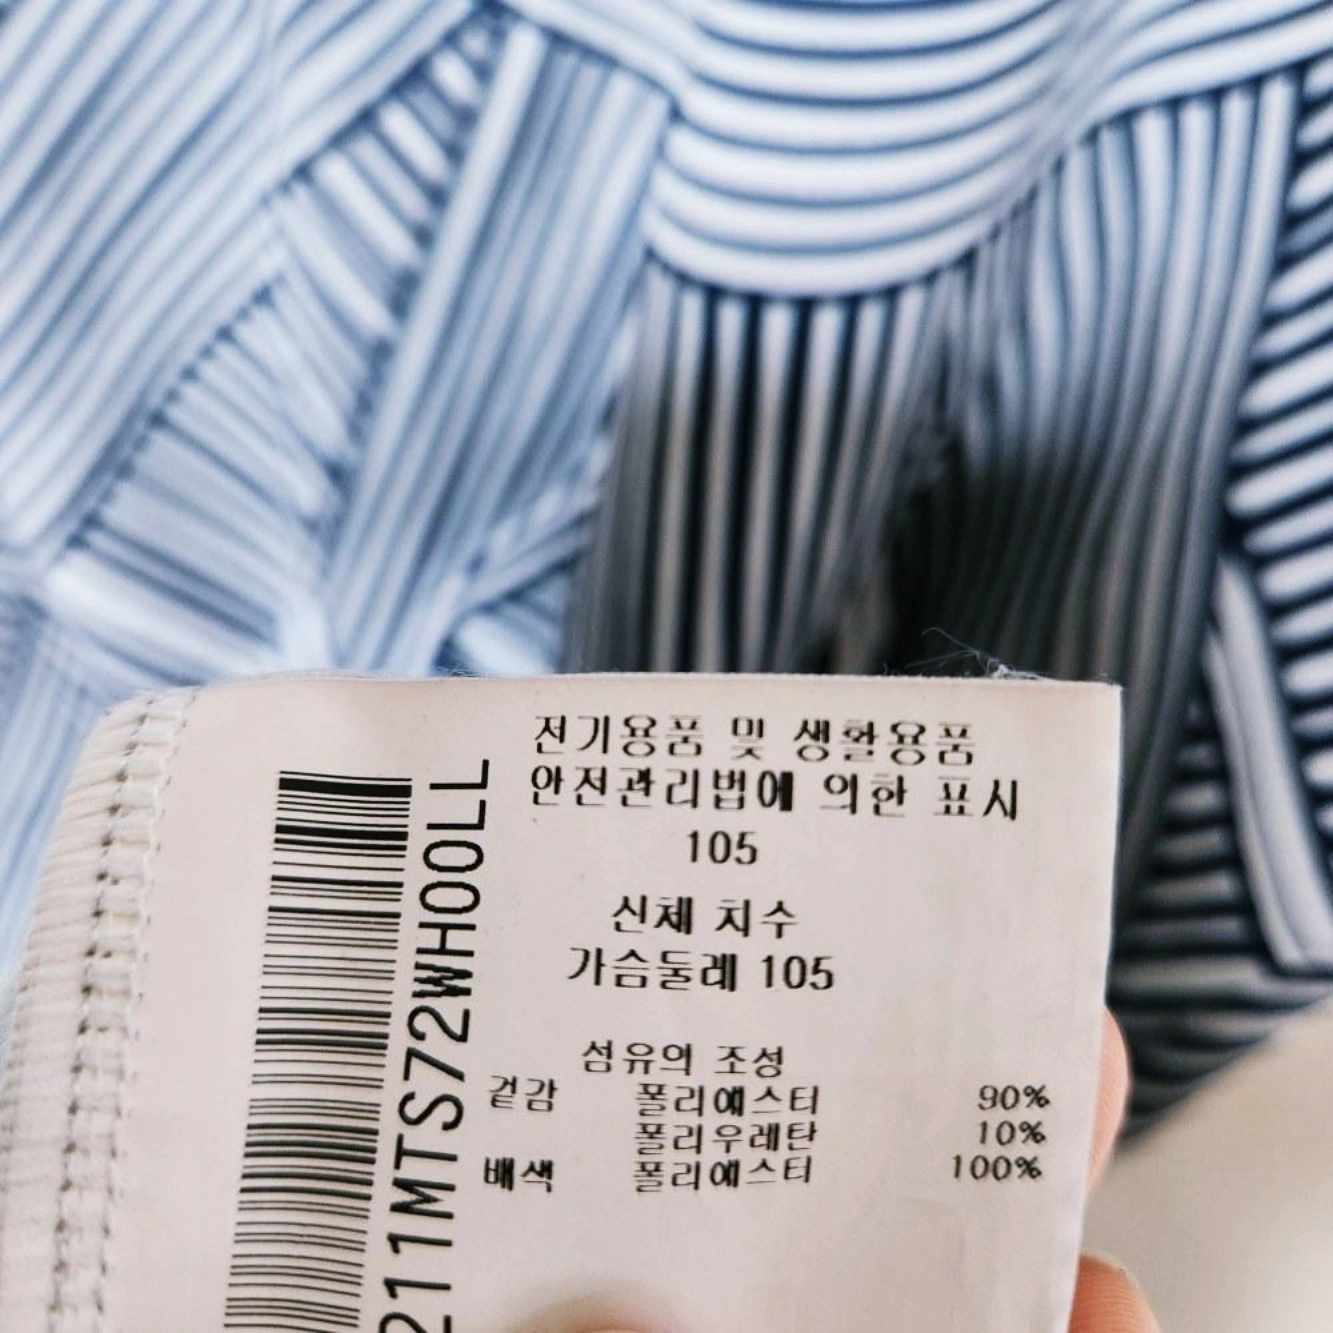 전기용품 및 생활용품
안전관리법에 의한 표시
105
신체 치수
가슴둘레 105
섬유의 조성
겉감 폴리에스터 90%
폴리우레탄 10%
배색 폴리에스터 100%
211MTS72WH00LL